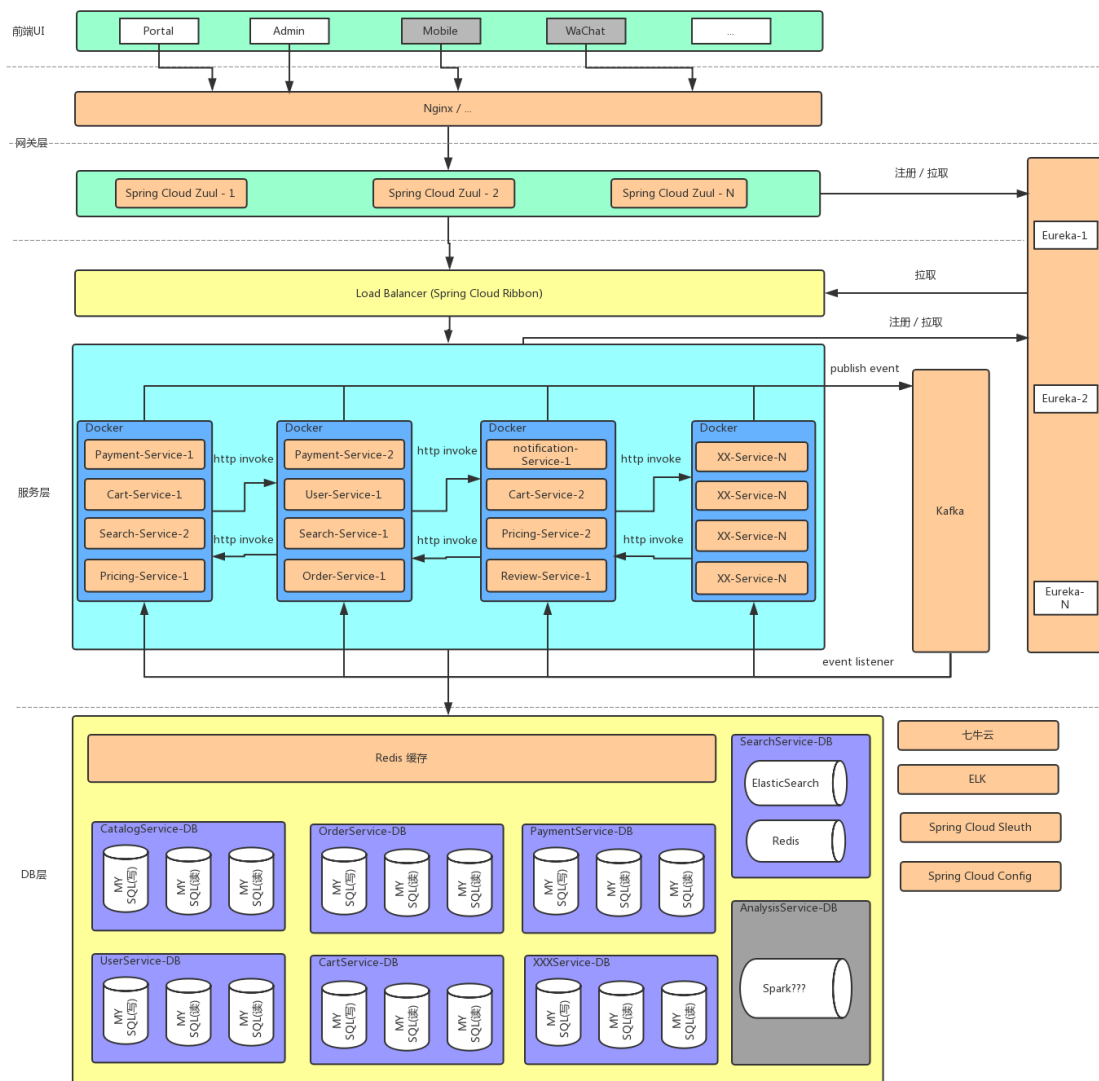 前端UI
Portal
Admin
Mobile
WaChat
...
Nginx / ...
网关层
Spring Cloud Zuul - 1
Spring Cloud Zuul - 2
Spring Cloud Zuul - N
注册 / 拉取
Eureka-1
Load Balancer (Spring Cloud Ribbon)
拉取
注册 / 拉取
publish event
Eureka-2
服务层
Docker
Payment-Service-1
Cart-Service-1
Search-Service-2
Pricing-Service-1
http invoke
http invoke
Docker
Payment-Service-2
User-Service-1
Search-Service-1
Order-Service-1
http invoke
http invoke
Docker
notification-
Service-1
Cart-Service-2
Pricing-Service-2
Review-Service-1
http invoke
http invoke
Docker
XX-Service-N
XX-Service-N
XX-Service-N
XX-Service-N
Kafka
Eureka-
N
event listener
DB层
Redis 缓存
SearchService-DB
ElasticSearch
Redis
七牛云
ELK
Spring Cloud Sleuth
Spring Cloud Config
CatalogService-DB
MY
SQL(写)
MY
SQL(读)
MY
SQL(读)
OrderService-DB
MY
SQL(写)
MY
SQL(读)
MY
SQL(读)
PaymentService-DB
MY
SQL(写)
MY
SQL(读)
MY
SQL(读)
AnalysisService-DB
Spark???
UserService-DB
MY
SQL(写)
MY
SQL(读)
MY
SQL(读)
CartService-DB
MY
SQL(写)
MY
SQL(读)
MY
SQL(读)
XXXService-DB
MY
SQL(写)
MY
SQL(读)
MY
SQL(读)